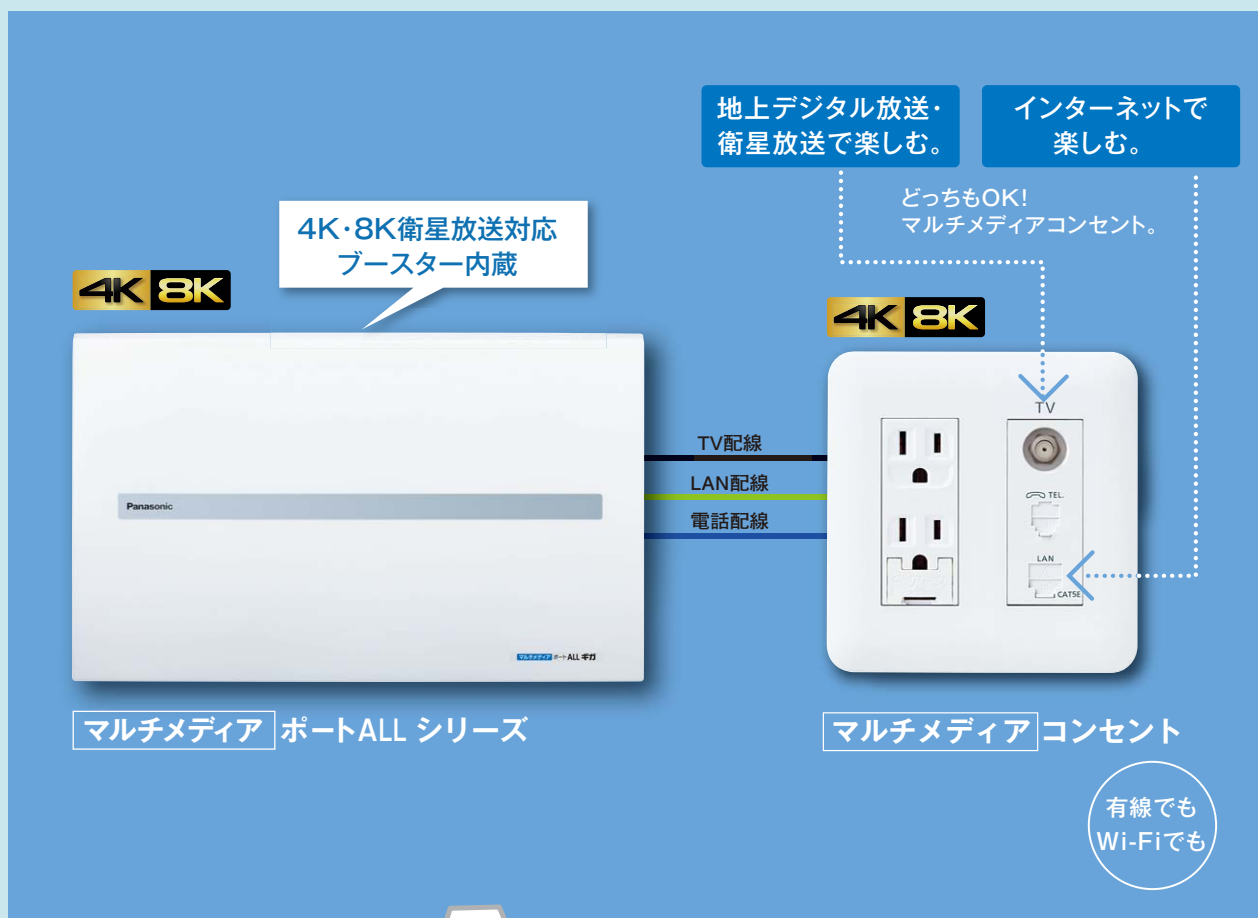 地上デジタル放送・
衛星放送で楽しむ。
インターネットで
楽しむ。
どっちもOK!
マルチメディアコンセント。
4K・8K衛星放送対応
ブースター内蔵
4K 8K
4K 8K
TV
TEL.
LAN
CAT5E
TV配線
LAN配線
電話配線
Panasonic
マルチメディア ポート ALL ギガ
マルチメディア ポートALL シリーズ
マルチメディア コンセント
有線でも
Wi-Fiでも